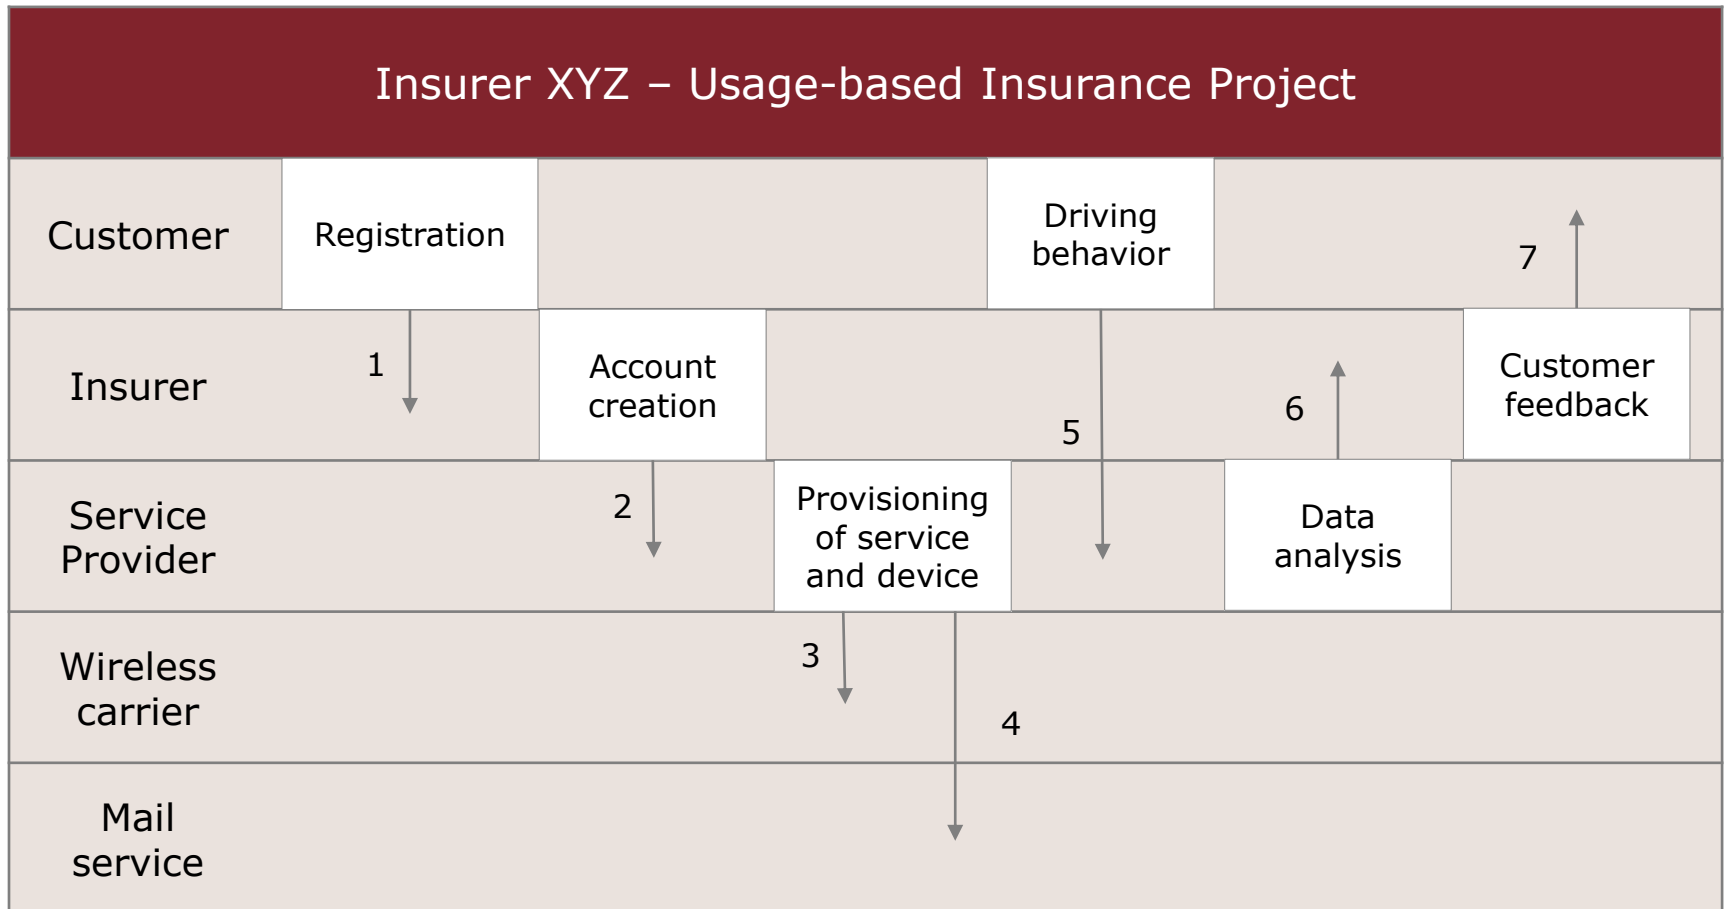 Insurer XYZ – Usage-based Insurance Project
Customer
Registration
Driving
behavior
7
Insurer
1
Account
creation
5
6
Customer
feedback
Service
Provider
2
Provisioning
of service
and device
Data
analysis
Wireless
carrier
3
4
Mail
service